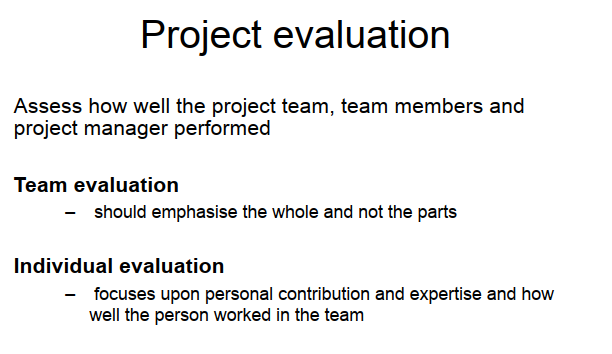 Project evaluation
Assess how well the project team, team members and
project manager performed
Team evaluation
– should emphasise the whole and not the parts
Individual evaluation
– focuses upon personal contribution and expertise and how
well the person worked in the team